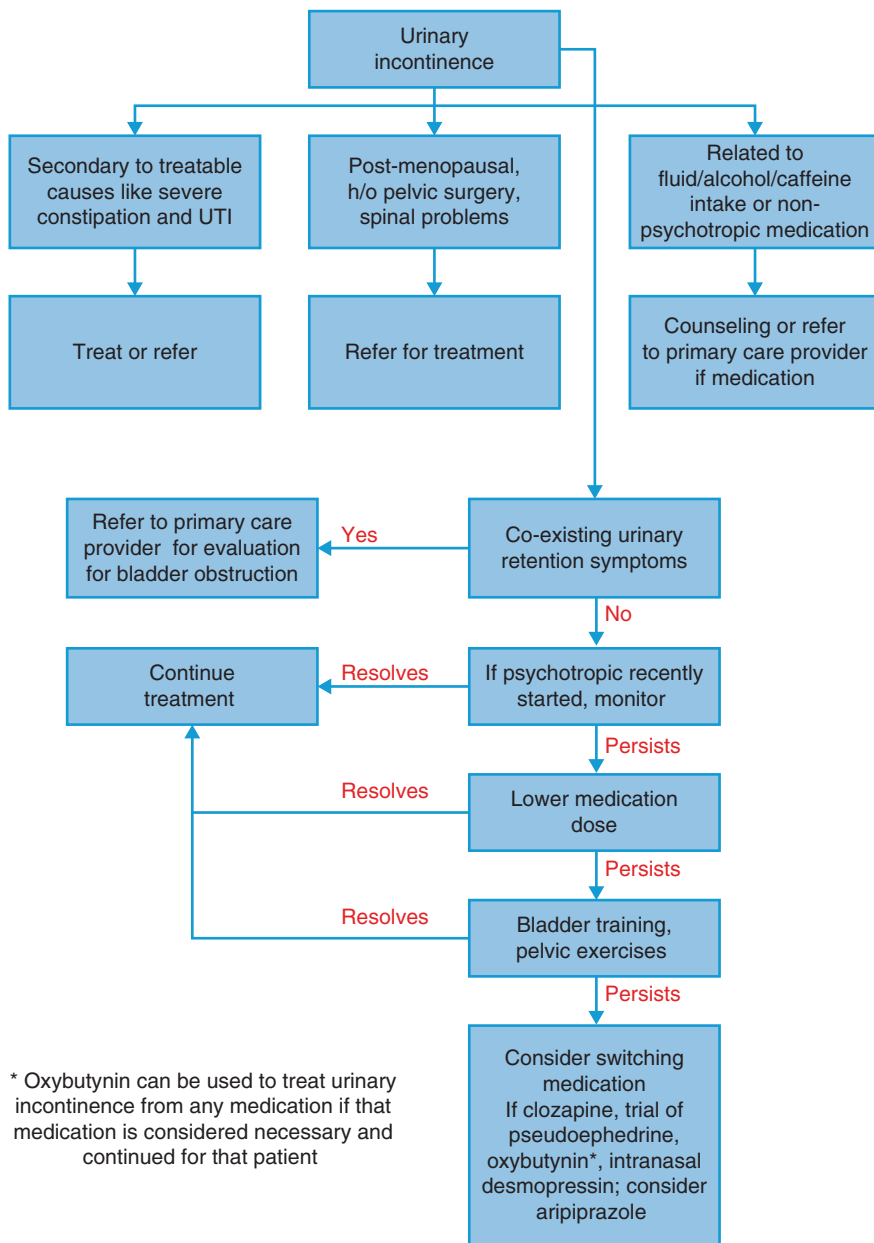 Urinary
incontinence
Secondary to treatable
causes like severe
constipation and UTI
Post-menopausal,
h/o pelvic surgery,
spinal problems
Related to
fluid/alcohol/caffeine
intake or non-
psychotropic medication
Treat or refer
Refer for treatment
Counseling or refer
to primary care provider
if medication
Refer to primary care
provider for evaluation
for bladder obstruction
Yes
Co-existing urinary
retention symptoms
No
Continue
treatment
Resolves
If psychotropic recently
started, monitor
Persists
Resolves
Lower medication
dose
Persists
Resolves
Bladder training,
pelvic exercises
Persists
Consider switching
medication
If clozapine, trial of
pseudoephedrine,
oxybutynin*, intranasal
desmopressin; consider
aripiprazole
* Oxybutynin can be used to treat urinary
incontinence from any medication if that
medication is considered necessary and
continued for that patient